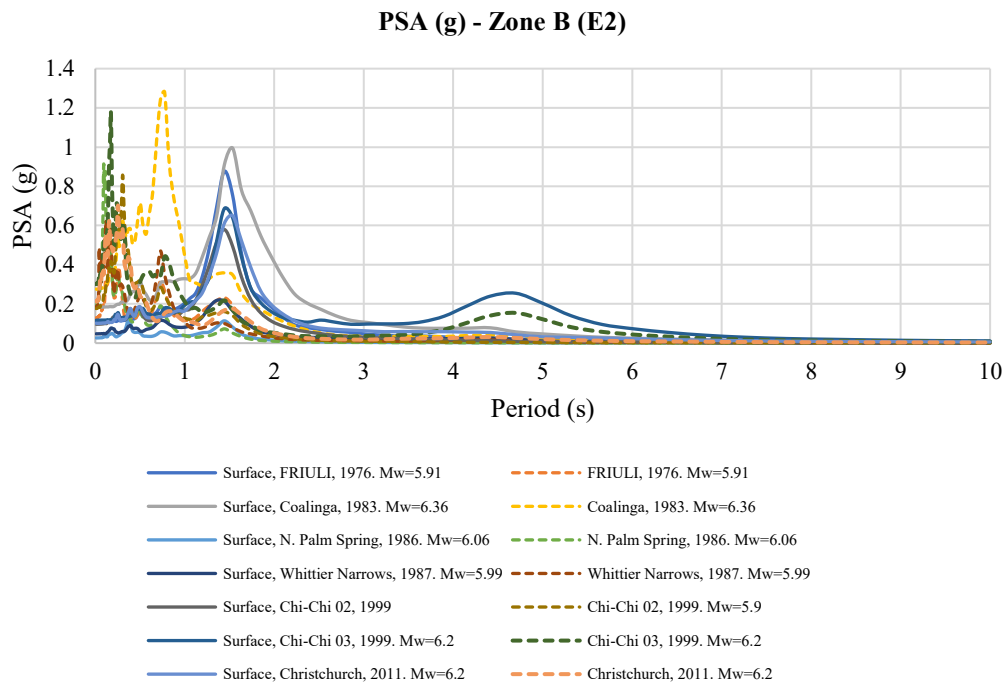 PSA (g) - Zone B (E2)
1.4
1.2
1
0.8
0.6
0.4
0.2
0
PSA (g)
0 1 2 3 4 5 6 7 8 9 10
Period (s)
Surface, FRIULI, 1976. Mw=5.91
FRIULI, 1976. Mw=5.91
Surface, Coalinga, 1983. Mw=6.36
Coalinga, 1983. Mw=6.36
Surface, N. Palm Spring, 1986. Mw=6.06
N. Palm Spring, 1986. Mw=6.06
Surface, Whittier Narrows, 1987. Mw=5.99
Whittier Narrows, 1987. Mw=5.99
Surface, Chi-Chi 02, 1999
Chi-Chi 02, 1999. Mw=5.9
Surface, Chi-Chi 03, 1999. Mw=6.2
Chi-Chi 03, 1999. Mw=6.2
Surface, Christchurch, 2011. Mw=6.2
Christchurch, 2011. Mw=6.2